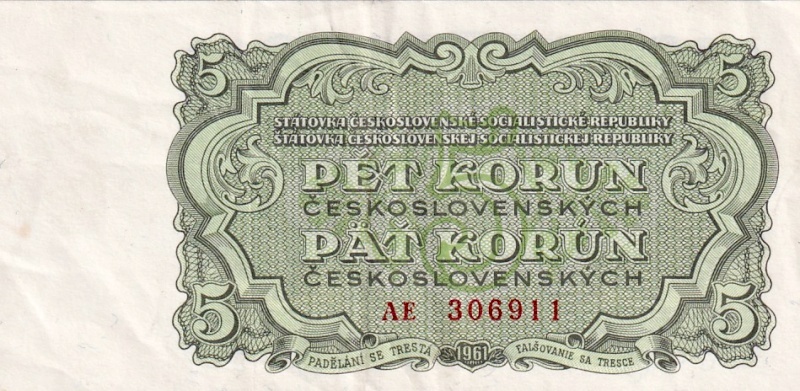 5 5
STÁTOVKA ČESKOSLOVENSKÉ SOCIALISTICKÉ REPUBLIKY
ŠTÁTOVKA ČESKOSLOVENSKEJ SOCIALISTICKEJ REPUBLIKY
PĚT KORUN
ČESKOSLOVENSKÝCH
PÄŤ KORÚN
ČESKOSLOVENSKÝCH
5 AE 306911 5
PADĚLÁNÍ SE TRESTÁ 1961 FALŠOVANIE SA TRESCE